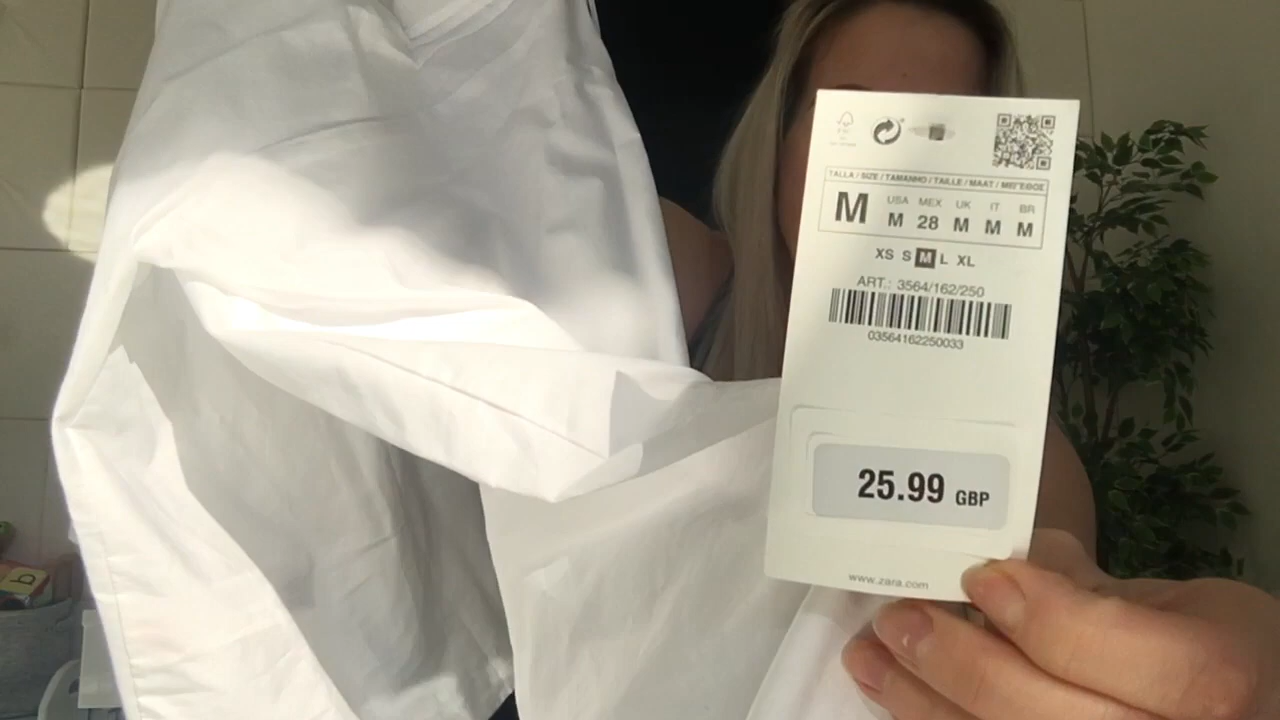 TALLA / SIZE / TAMANHO / TAILLE / MAAT / ΜΕΓΕΘΟΣ
M
USA MEX UK IT BR
M 28 M M M
XS S M L XL
ART.: 3564/162/250
03564162250033
25.99 GBP
www.zara.com
b